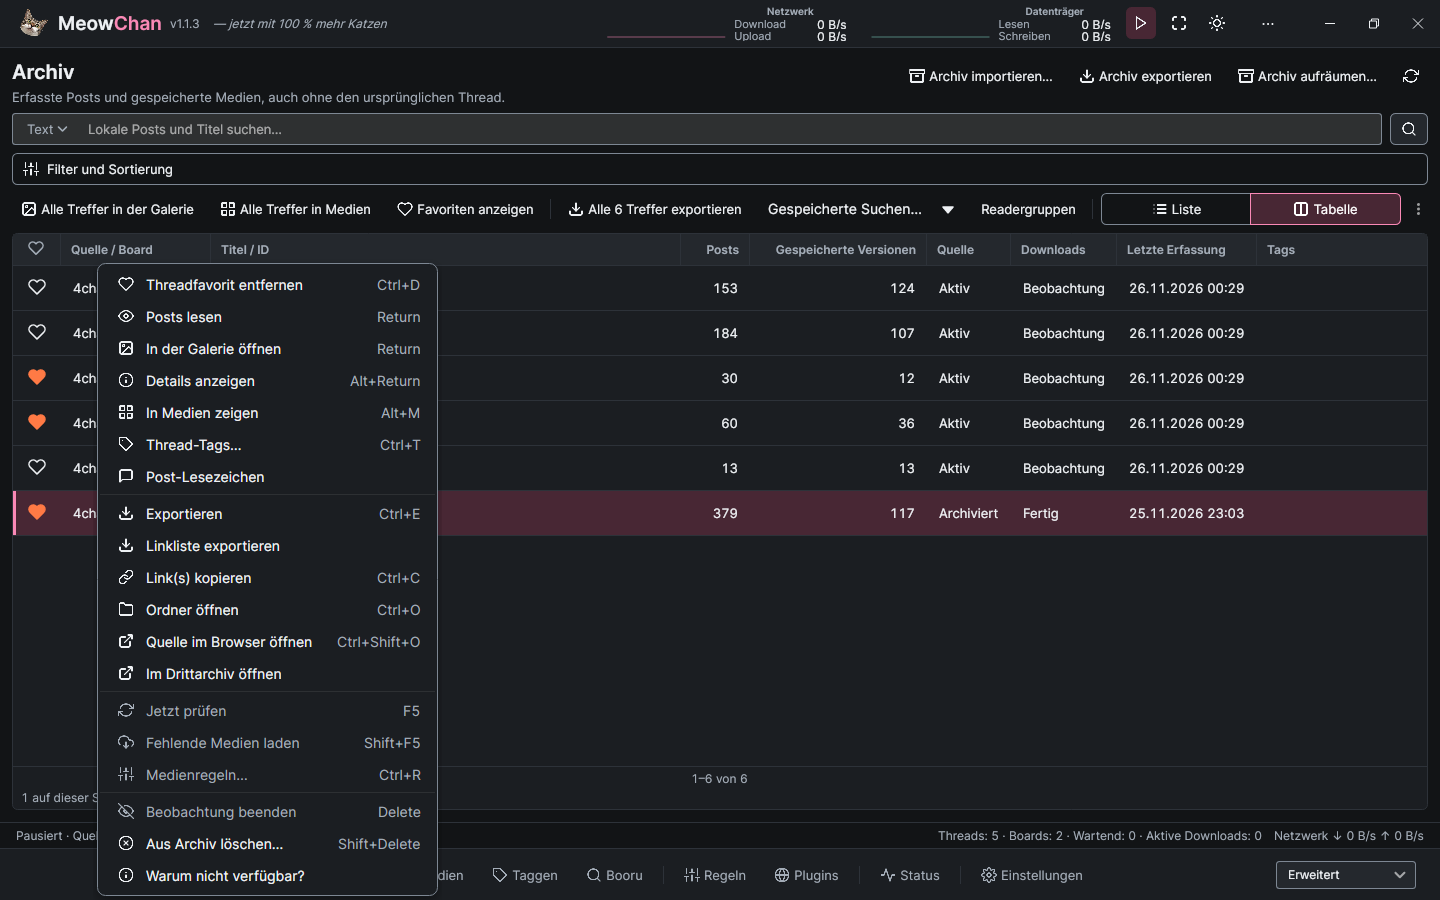 MeowChan v1.1.3 — jetzt mit 100 % mehr Katzen
Netzwerk
Download 0 B/s
Upload 0 B/s
Datenträger
Lesen 0 B/s
Schreiben 0 B/s
Archiv
Erfasste Posts und gespeicherte Medien, auch ohne den ursprünglichen Thread.
Archiv importieren... Archiv exportieren Archiv aufräumen...
Text Lokale Posts und Titel suchen...
Filter und Sortierung
Alle Treffer in der Galerie Alle Treffer in Medien Favoriten anzeigen Alle 6 Treffer exportieren Gespeicherte Suchen... Readergruppen Liste Tabelle
Quelle / Board Titel / ID Posts Gespeicherte Versionen Quelle Downloads Letzte Erfassung Tags
4ch 153 124 Aktiv Beobachtung 26.11.2026 00:29
4ch 184 107 Aktiv Beobachtung 26.11.2026 00:29
4ch 30 12 Aktiv Beobachtung 26.11.2026 00:29
4ch 60 36 Aktiv Beobachtung 26.11.2026 00:29
4ch 13 13 Aktiv Beobachtung 26.11.2026 00:29
4ch 379 117 Archiviert Fertig 25.11.2026 23:03
Threadfavorit entfernen Ctrl+D
Posts lesen Return
In der Galerie öffnen Return
Details anzeigen Alt+Return
In Medien zeigen Alt+M
Thread-Tags... Ctrl+T
Post-Lesezeichen
Exportieren Ctrl+E
Linkliste exportieren
Link(s) kopieren Ctrl+C
Ordner öffnen Ctrl+O
Quelle im Browser öffnen Ctrl+Shift+O
Im Drittarchiv öffnen
Jetzt prüfen F5
Fehlende Medien laden Shift+F5
Medienregeln... Ctrl+R
Beobachtung beenden Delete
Aus Archiv löschen... Shift+Delete
Warum nicht verfügbar?
1–6 von 6
1 auf dieser S
Pausiert · Quel
Threads: 5 · Boards: 2 · Wartend: 0 · Aktive Downloads: 0 Netzwerk ↓ 0 B/s ↑ 0 B/s
dien Taggen Booru Regeln Plugins Status Einstellungen Erweitert